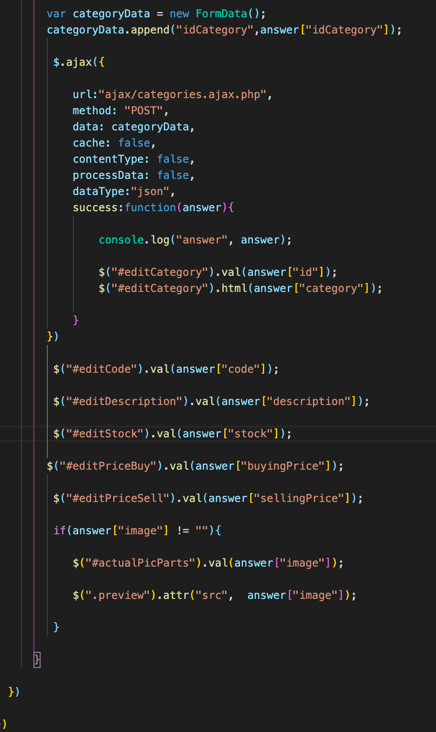 var categoryData = new FormData();
categoryData.append("idCategory",answer["idCategory"]);
$.ajax({
url:"ajax/categories.ajax.php",
method: "POST",
data: categoryData,
cache: false,
contentType: false,
processData: false,
dataType:"json",
success:function(answer){
console.log("answer", answer);
$("#editCategory").val(answer["id"]);
$("#editCategory").html(answer["category"]);
}
})
$("#editCode").val(answer["code"]);
$("#editDescription").val(answer["description"]);
$("#editStock").val(answer["stock"]);
$("#editPriceBuy").val(answer["buyingPrice"]);
$("#editPriceSell").val(answer["sellingPrice"]);
if(answer["image"] != ""){
$("#actualPicParts").val(answer["image"]);
$(".preview").attr("src",  answer["image"]);
}
}
})
)